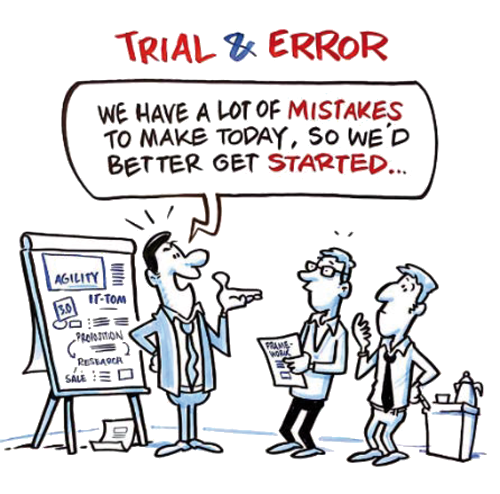 TRIAL & ERROR
WE HAVE A LOT OF MISTAKES
TO MAKE TODAY, SO WE'D
BETTER GET STARTED...
AGILITY
IT-TOM
3.0
PROPOSITION
RESEARCH
SALE
FRAME-
WORK